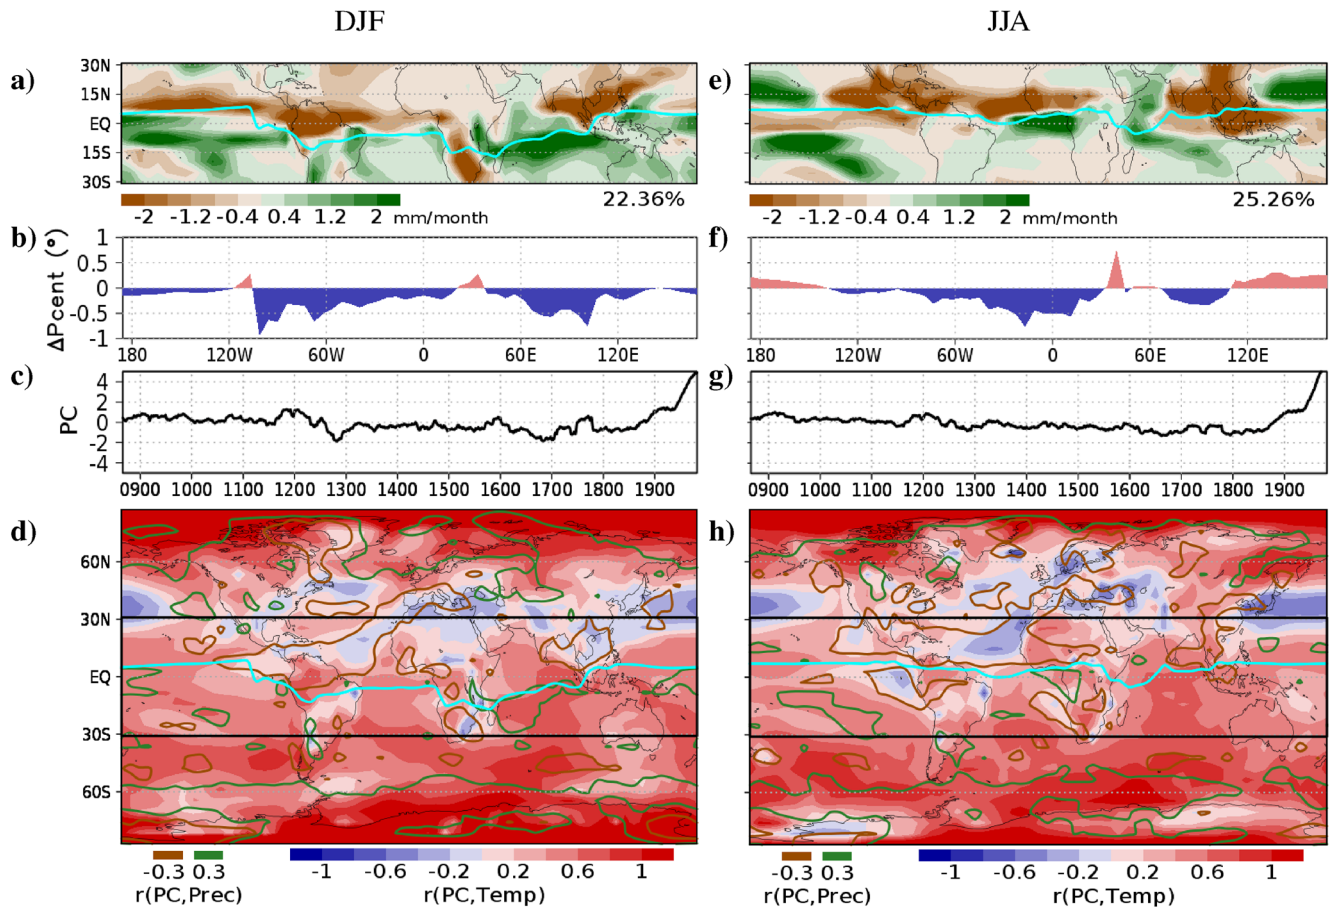 DJF
JJA
a)
30N
15N
EQ
15S
30S
-2 -1.2 -0.4 0.4 1.2 2 mm/month
22.36%
e)
-2 -1.2 -0.4 0.4 1.2 2 mm/month
25.26%
b)
ΔPcent (°)
1
0.5
0
-0.5
-1
180 120W 60W 0 60E 120E
f)
180 120W 60W 0 60E 120E
c)
PC
4
2
0
-2
-4
0900 1000 1100 1200 1300 1400 1500 1600 1700 1800 1900
g)
0900 1000 1100 1200 1300 1400 1500 1600 1700 1800 1900
d)
60N
30N
EQ
30S
60S
-0.3 0.3
r(PC,Prec)
-1 -0.6 -0.2 0.2 0.6 1
r(PC,Temp)
h)
-0.3 0.3
r(PC,Prec)
-1 -0.6 -0.2 0.2 0.6 1
r(PC,Temp)